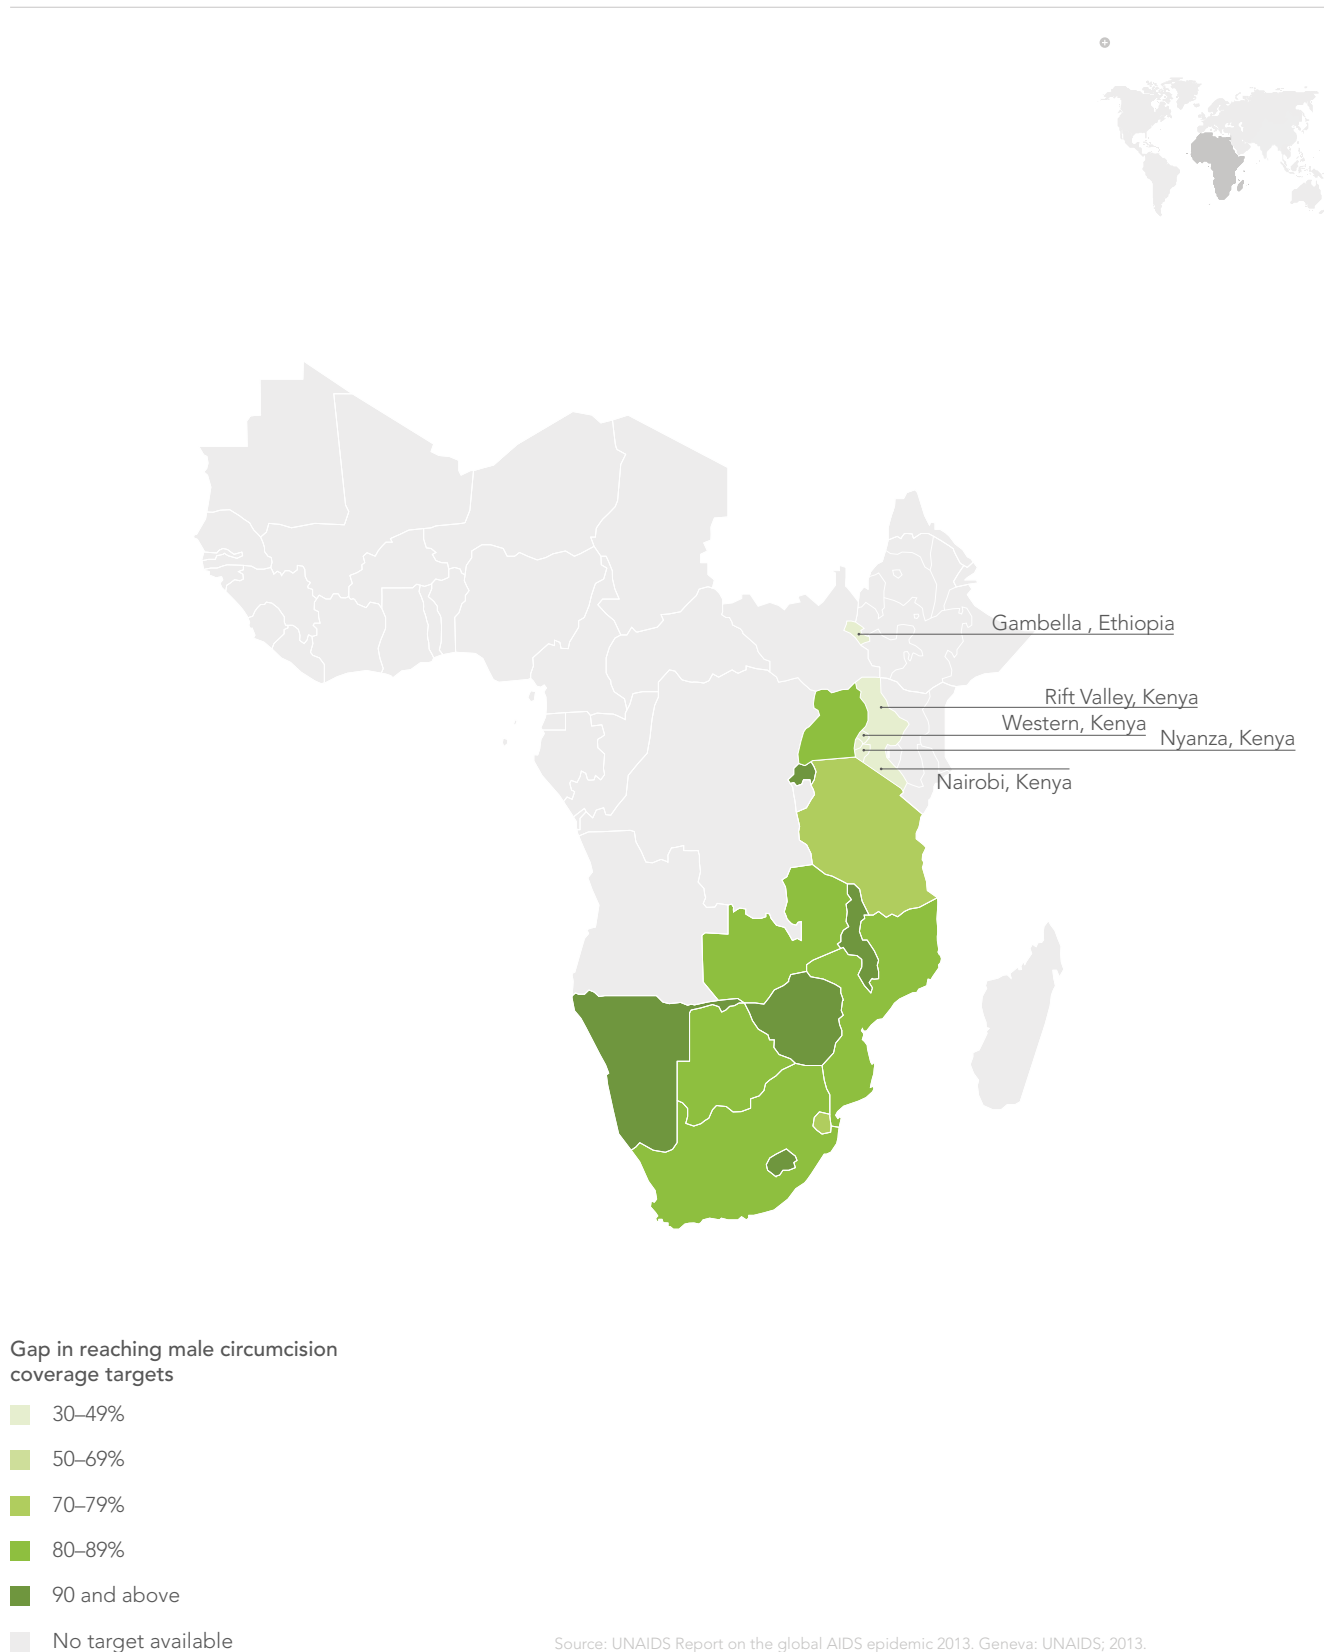 Gambella , Ethiopia
Rift Valley, Kenya
Western, Kenya
Nyanza, Kenya
Nairobi, Kenya
Gap in reaching male circumcision
coverage targets
30–49%
50–69%
70–79%
80–89%
90 and above
No target available
Source: UNAIDS Report on the global AIDS epidemic 2013. Geneva: UNAIDS; 2013.